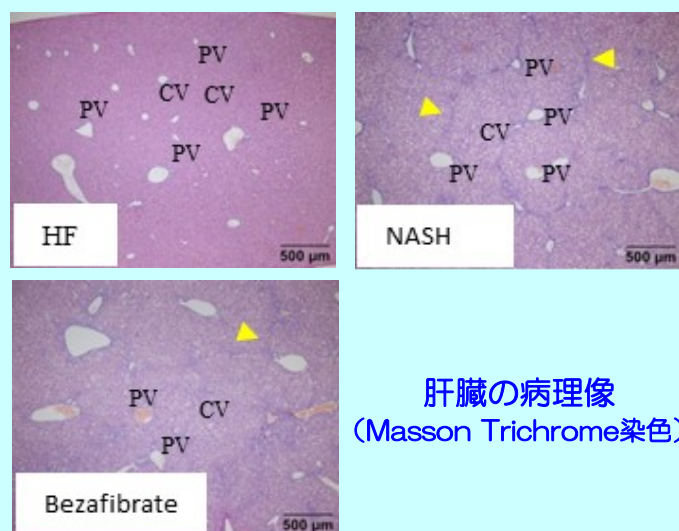 PV
CV CV
PV PV
PV
HF
500 µm
PV
PV
CV
PV PV
NASH
500 µm
PV
CV
PV
Bezafibrate
500 µm
肝臓の病理像
(Masson Trichrome染色)